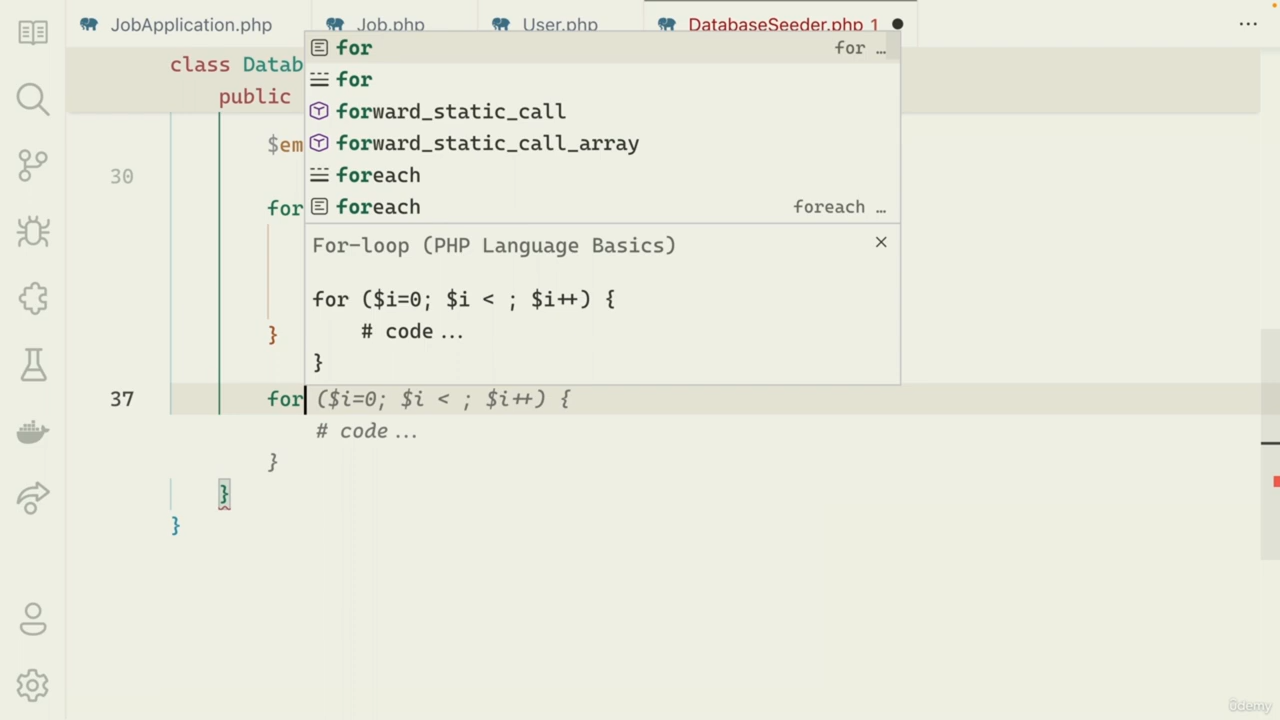 JobApplication.php
Job.php
User.php
DatabaseSeeder.php 1
class Datab
public
30
$em
for
}
for for …
for
forward_static_call
forward_static_call_array
foreach
foreach foreach …
For-loop (PHP Language Basics)
for ($i=0; $i < ; $i++) {
# code...
}
37
for ($i=0; $i < ; $i++) {
# code...
}
}
}
ûdemy